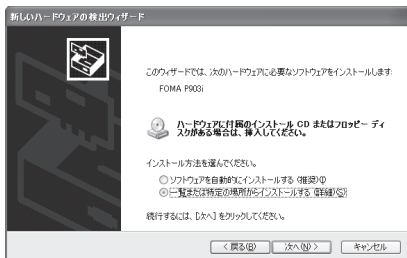 新しいハードウェアの検出ウィザード
このウィザードでは、次のハードウェアに必要なソフトウェアをインストールします:
FOMA P903i
ハードウェアに付属のインストール CD またはフロッピー ディ
スクがある場合は、挿入してください。
インストール方法を選んでください。
ソフトウェアを自動的にインストールする (推奨)(I)
一覧または特定の場所からインストールする (詳細)(S)
続行するには、[次へ] をクリックしてください。
< 戻る(B)
次へ(N) >
キャンセル